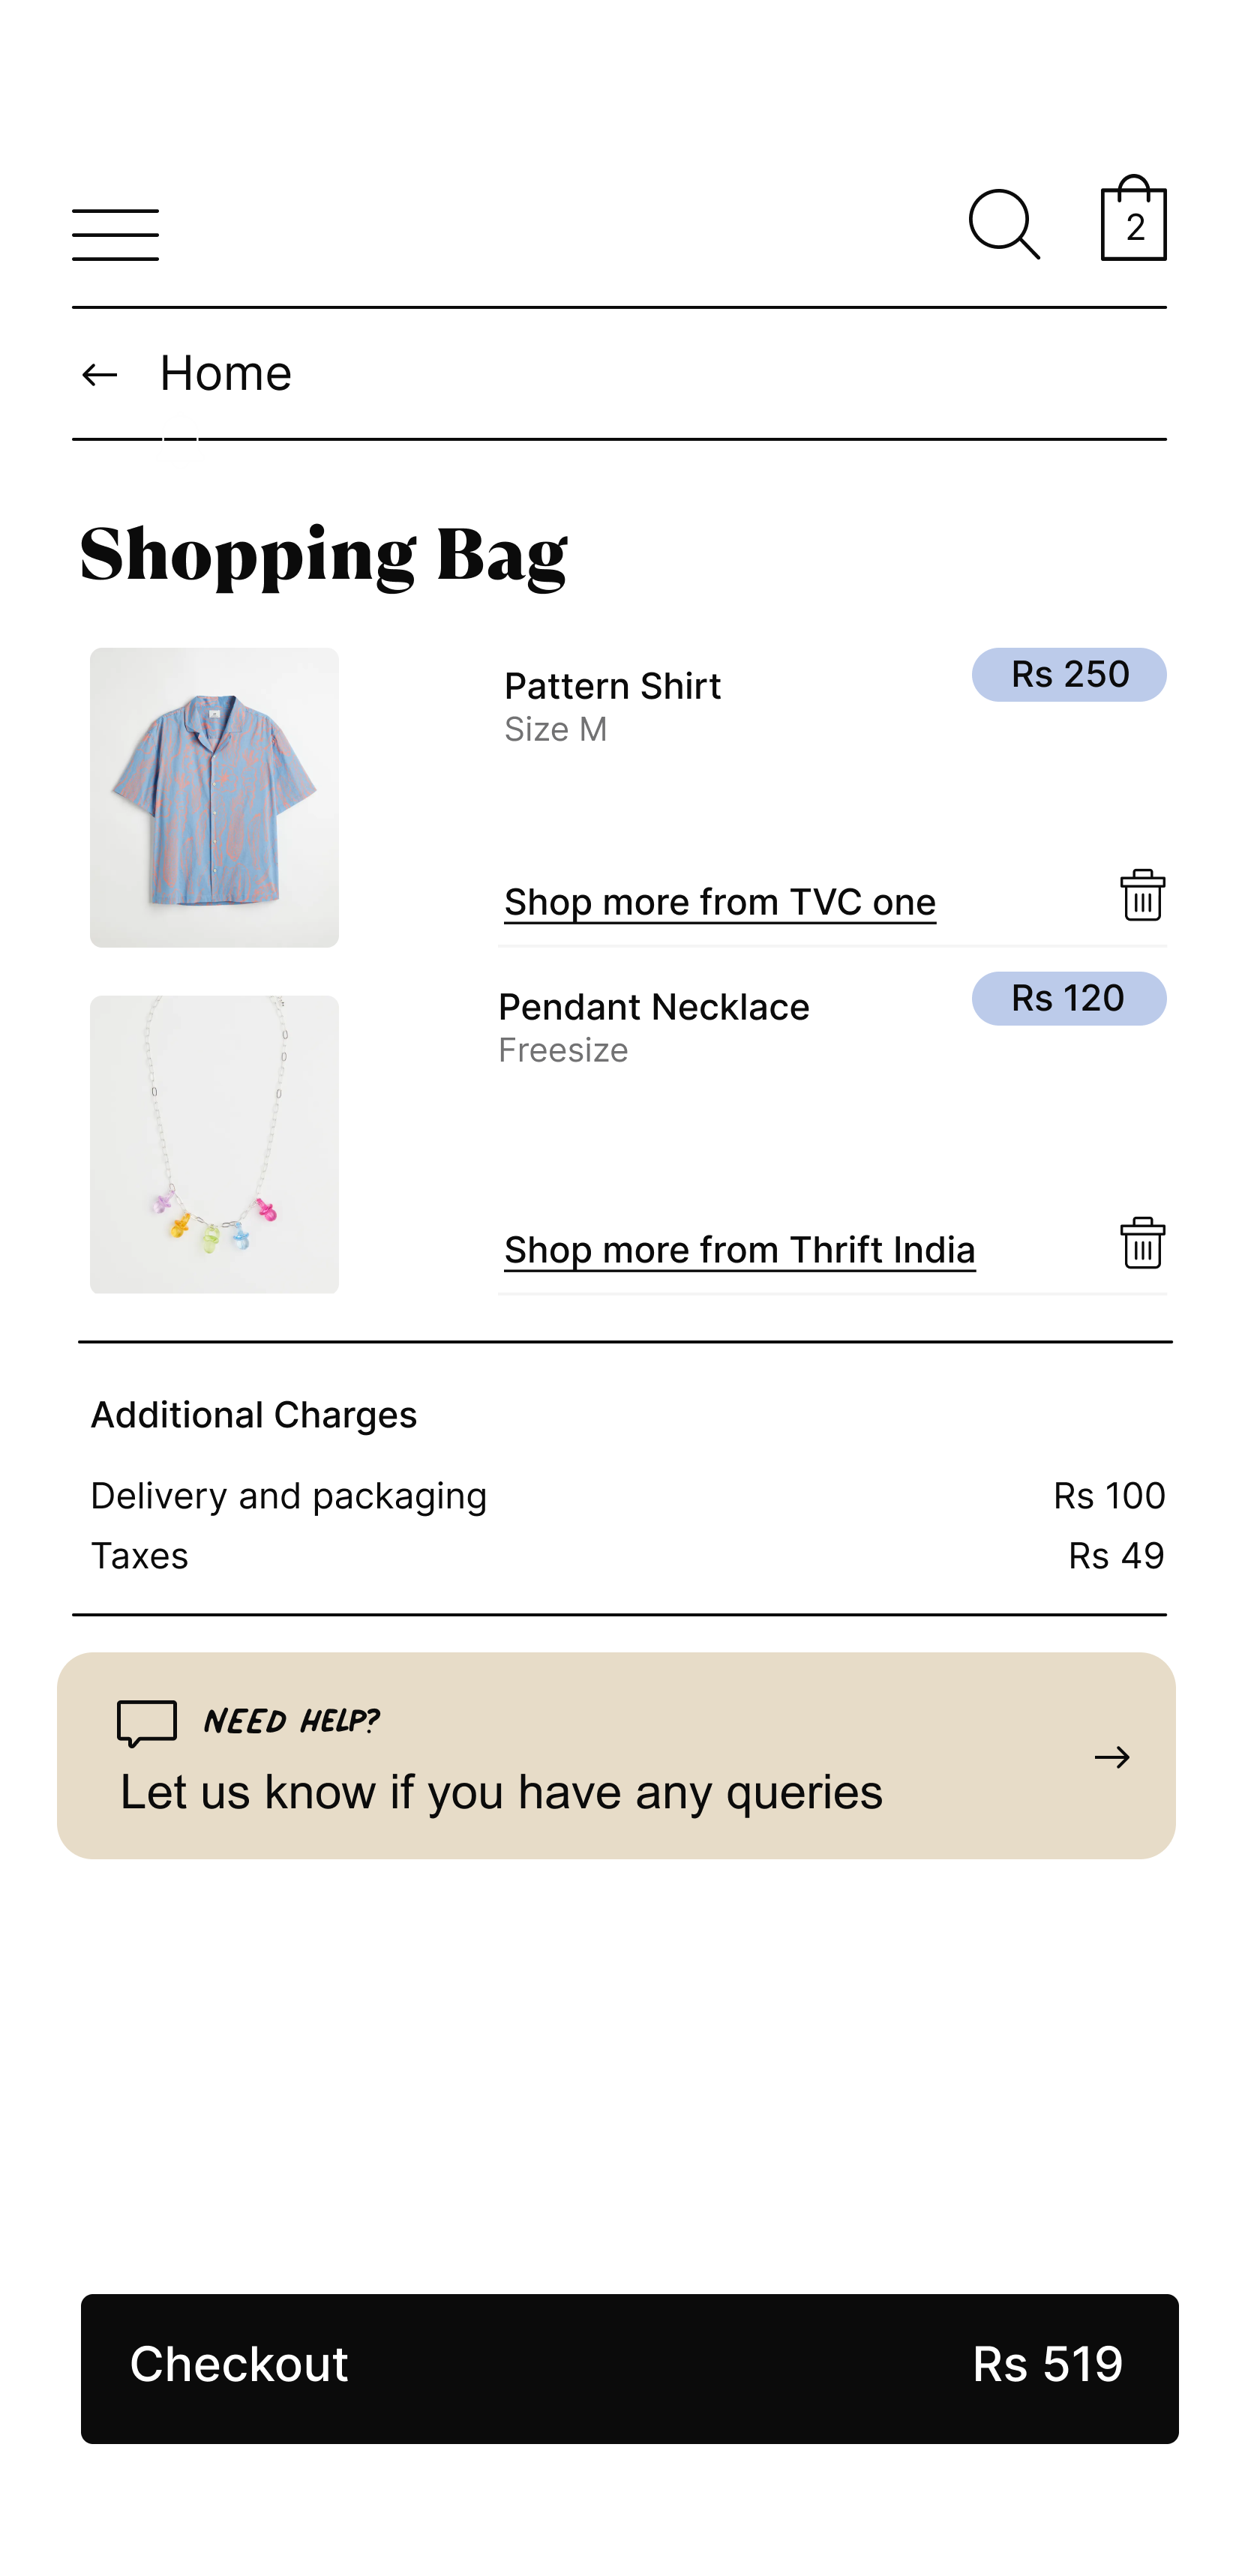 2
Home
Shopping Bag
Pattern Shirt
Rs 250
Size M
Shop more from TVC one
Pendant Necklace
Rs 120
Freesize
Shop more from Thrift India
Additional Charges
Delivery and packaging Rs 100
Taxes Rs 49
NEED HELP?
Let us know if you have any queries
Checkout Rs 519